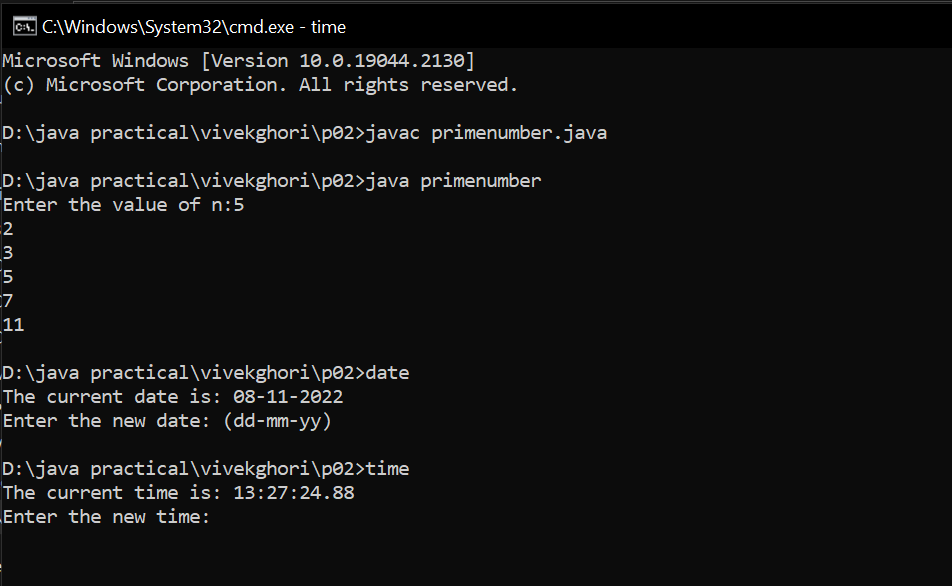 C:\Windows\System32\cmd.exe - time
Microsoft Windows [Version 10.0.19044.2130]
(c) Microsoft Corporation. All rights reserved.
D:\java practical\vivekghori\p02>javac primenumber.java
D:\java practical\vivekghori\p02>java primenumber
Enter the value of n:5
2
3
5
7
11
D:\java practical\vivekghori\p02>date
The current date is: 08-11-2022
Enter the new date: (dd-mm-yy)
D:\java practical\vivekghori\p02>time
The current time is: 13:27:24.88
Enter the new time: